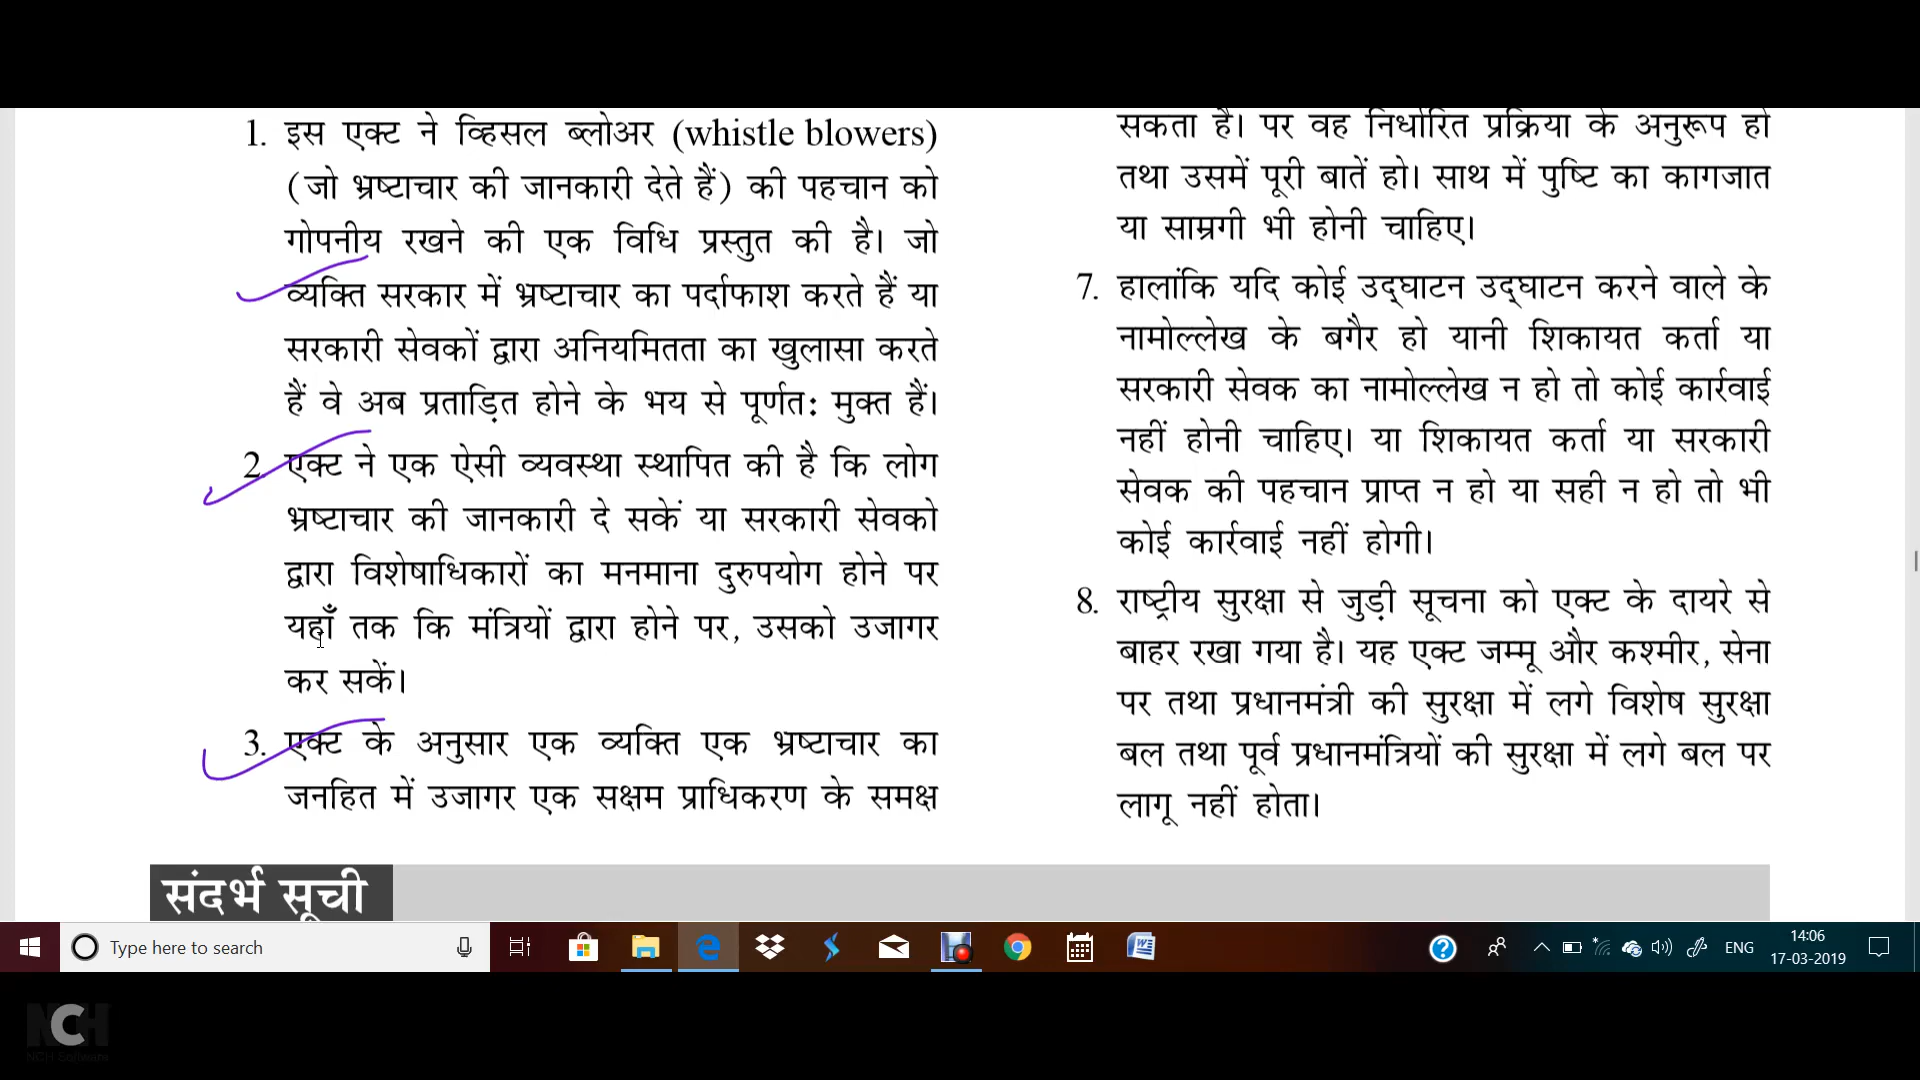 1. इस एक्ट ने व्हिसल ब्लोअर (whistle blowers)
(जो भ्रष्टाचार की जानकारी देते हैं) की पहचान को
गोपनीय रखने की एक विधि प्रस्तुत की है। जो
व्यक्ति सरकार में भ्रष्टाचार का पर्दाफाश करते हैं या
सरकारी सेवकों द्वारा अनियमितता का खुलासा करते
हैं वे अब प्रताड़ित होने के भय से पूर्णतः मुक्त हैं।
2. एक्ट ने एक ऐसी व्यवस्था स्थापित की है कि लोग
भ्रष्टाचार की जानकारी दे सकें या सरकारी सेवको
द्वारा विशेषाधिकारों का मनमाना दुरुपयोग होने पर
यहाँ तक कि मंत्रियों द्वारा होने पर, उसको उजागर
कर सकें।
3. एक्ट के अनुसार एक व्यक्ति एक भ्रष्टाचार का
जनहित में उजागर एक सक्षम प्राधिकरण के समक्ष
सकता है। पर वह निर्धारित प्रक्रिया के अनुरूप हो
तथा उसमें पूरी बातें हो। साथ में पुष्टि का कागजात
या साम्रगी भी होनी चाहिए।
7. हालांकि यदि कोई उद्घाटन उद्घाटन करने वाले के
नामोल्लेख के बगैर हो यानी शिकायत कर्ता या
सरकारी सेवक का नामोल्लेख न हो तो कोई कार्रवाई
नहीं होनी चाहिए। या शिकायत कर्ता या सरकारी
सेवक की पहचान प्राप्त न हो या सही न हो तो भी
कोई कार्रवाई नहीं होगी।
8. राष्ट्रीय सुरक्षा से जुड़ी सूचना को एक्ट के दायरे से
बाहर रखा गया है। यह एक्ट जम्मू और कश्मीर, सेना
पर तथा प्रधानमंत्री की सुरक्षा में लगे विशेष सुरक्षा
बल तथा पूर्व प्रधानमंत्रियों की सुरक्षा में लगे बल पर
लागू नहीं होता।
संदर्भ सूची
Type here to search
ENG
14:06
17-03-2019
NCH
NCH Software